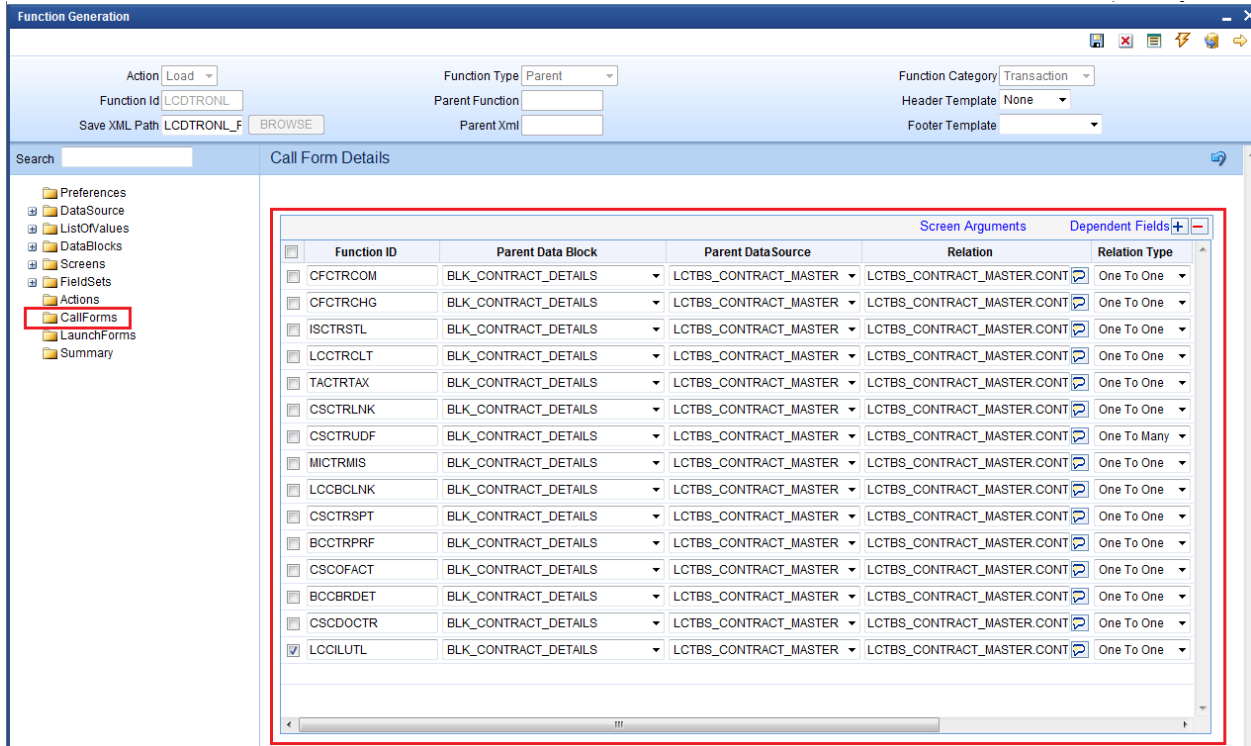 Function Generation
Action Load Function Type Parent Function Category Transaction
Function Id LCDTRONL Parent Function Header Template None
Save XML Path LCDTRONL_F BROWSE Parent Xml Footer Template
Search Call Form Details
Preferences
DataSource
ListOfValues
DataBlocks
Screens
FieldSets
Actions
CallForms
LaunchForms
Summary
Screen Arguments Dependent Fields
Function ID Parent Data Block Parent DataSource Relation Relation Type
CFCTRCOM BLK_CONTRACT_DETAILS LCTBS_CONTRACT_MASTER LCTBS_CONTRACT_MASTER.CONT One To One
CFCTRCHG BLK_CONTRACT_DETAILS LCTBS_CONTRACT_MASTER LCTBS_CONTRACT_MASTER.CONT One To One
ISCTRSTL BLK_CONTRACT_DETAILS LCTBS_CONTRACT_MASTER LCTBS_CONTRACT_MASTER.CONT One To One
LCCTRCLT BLK_CONTRACT_DETAILS LCTBS_CONTRACT_MASTER LCTBS_CONTRACT_MASTER.CONT One To One
TACTRTAX BLK_CONTRACT_DETAILS LCTBS_CONTRACT_MASTER LCTBS_CONTRACT_MASTER.CONT One To One
CSCTRLNK BLK_CONTRACT_DETAILS LCTBS_CONTRACT_MASTER LCTBS_CONTRACT_MASTER.CONT One To One
CSCTRUDF BLK_CONTRACT_DETAILS LCTBS_CONTRACT_MASTER LCTBS_CONTRACT_MASTER.CONT One To Many
MICTRMIS BLK_CONTRACT_DETAILS LCTBS_CONTRACT_MASTER LCTBS_CONTRACT_MASTER.CONT One To One
LCCBCLNK BLK_CONTRACT_DETAILS LCTBS_CONTRACT_MASTER LCTBS_CONTRACT_MASTER.CONT One To One
CSCTRSPT BLK_CONTRACT_DETAILS LCTBS_CONTRACT_MASTER LCTBS_CONTRACT_MASTER.CONT One To One
BCCTRPRF BLK_CONTRACT_DETAILS LCTBS_CONTRACT_MASTER LCTBS_CONTRACT_MASTER.CONT One To One
CSCOFACT BLK_CONTRACT_DETAILS LCTBS_CONTRACT_MASTER LCTBS_CONTRACT_MASTER.CONT One To One
BCCBRDET BLK_CONTRACT_DETAILS LCTBS_CONTRACT_MASTER LCTBS_CONTRACT_MASTER.CONT One To One
CSCDOCTR BLK_CONTRACT_DETAILS LCTBS_CONTRACT_MASTER LCTBS_CONTRACT_MASTER.CONT One To One
LCCILUTL BLK_CONTRACT_DETAILS LCTBS_CONTRACT_MASTER LCTBS_CONTRACT_MASTER.CONT One To One